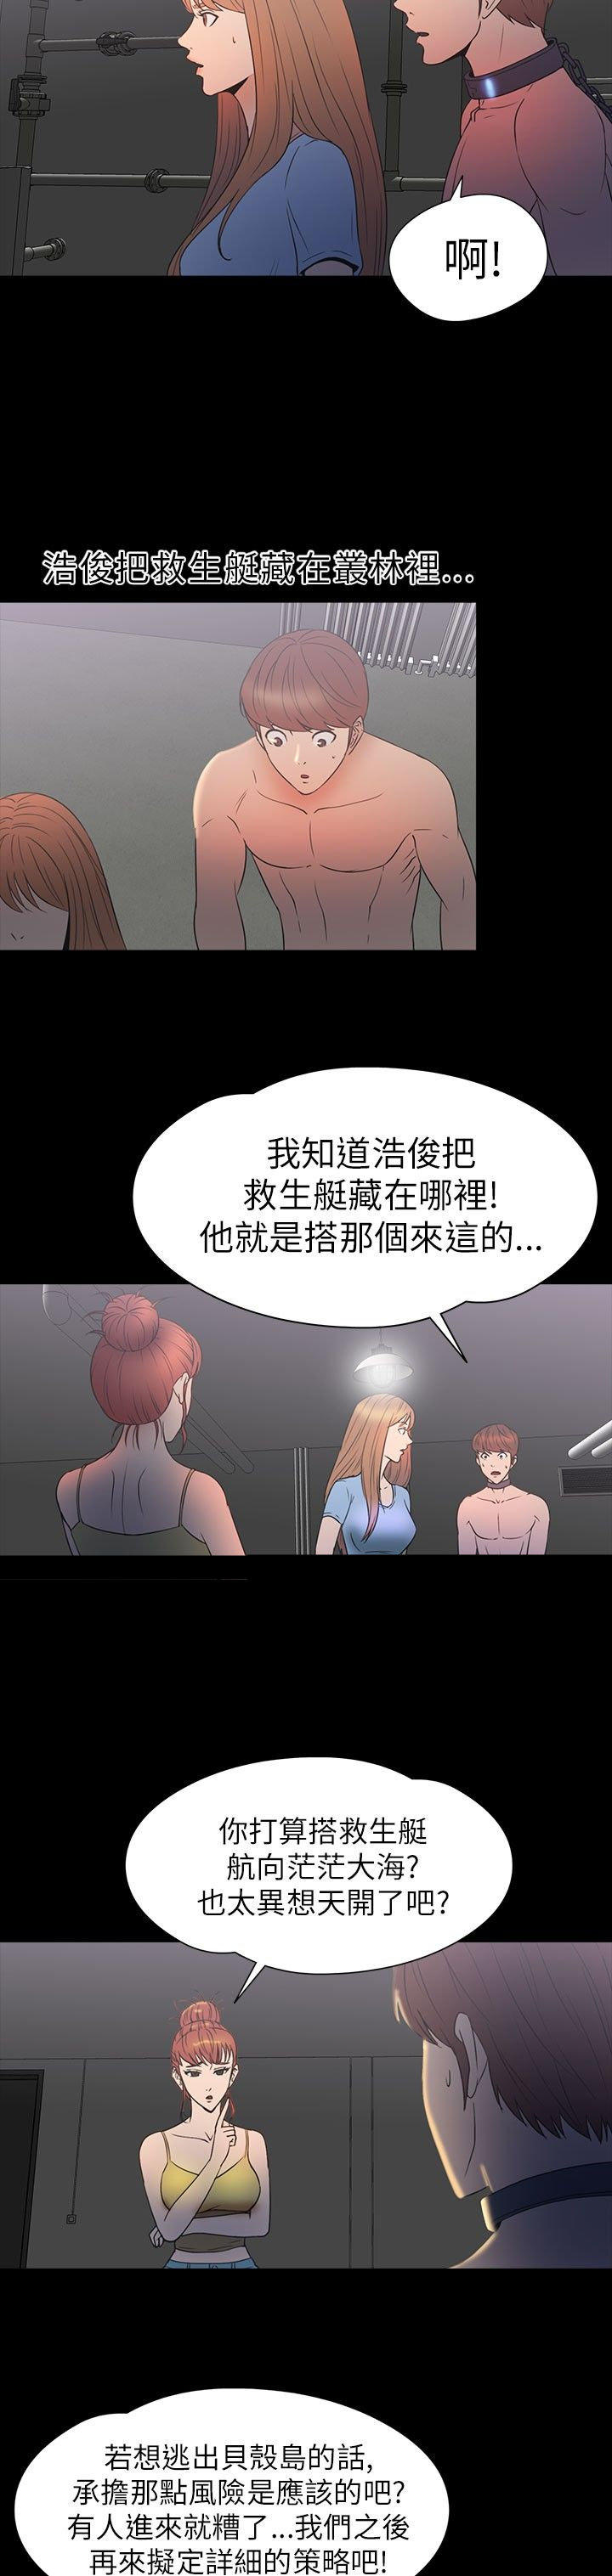 啊!
浩俊把救生艇藏在叢林裡...
我知道浩俊把
救生艇藏在哪裡!
他就是搭那個來這的...
你打算搭救生艇
航向茫茫大海?
也太異想天開了吧?
若想逃出貝殼島的話,
承擔那點風險是應該的吧?
有人進來就糟了...我們之後
再來擬定詳細的策略吧!